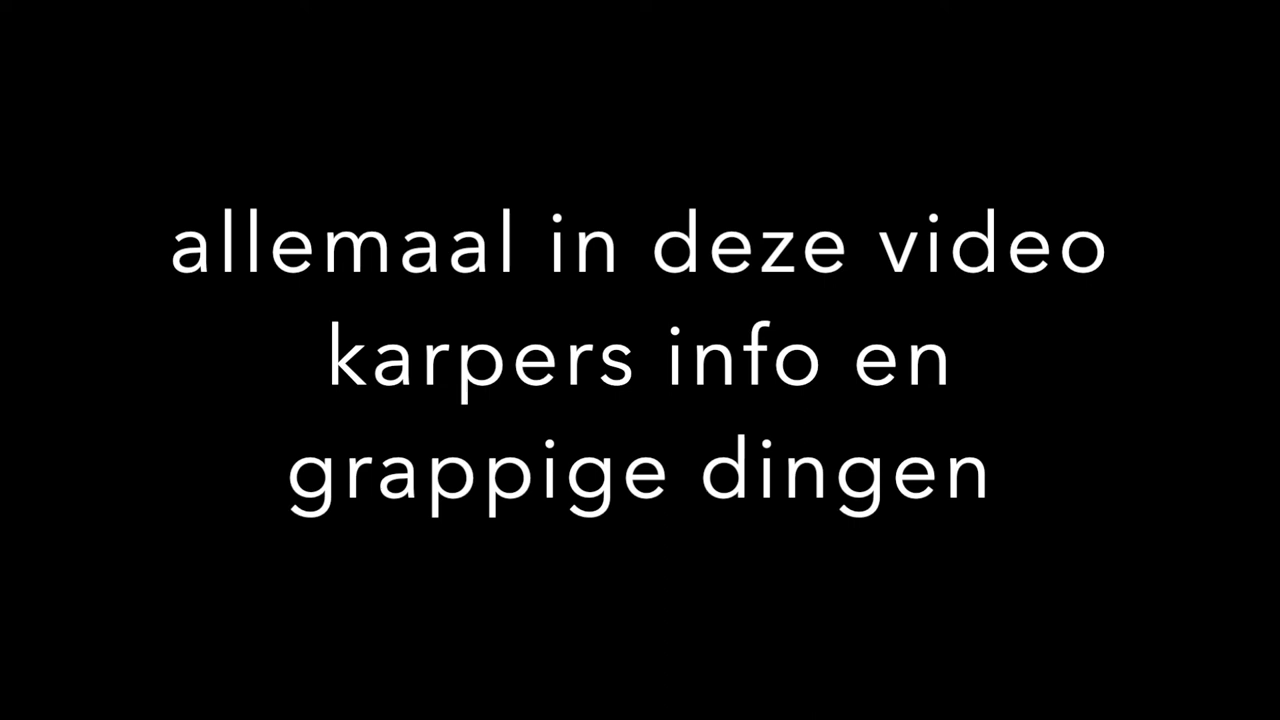 allemaal in deze video
karpers info en
grappige dingen